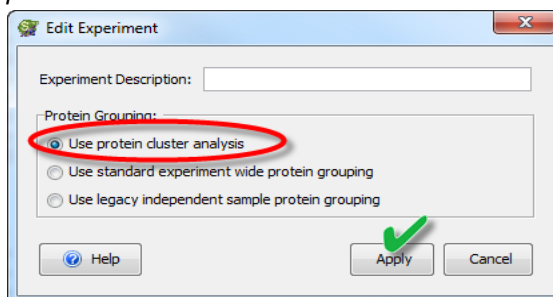 Edit Experiment
Experiment Description:
Protein Grouping:
Use protein cluster analysis
Use standard experiment wide protein grouping
Use legacy independent sample protein grouping
Help Apply Cancel